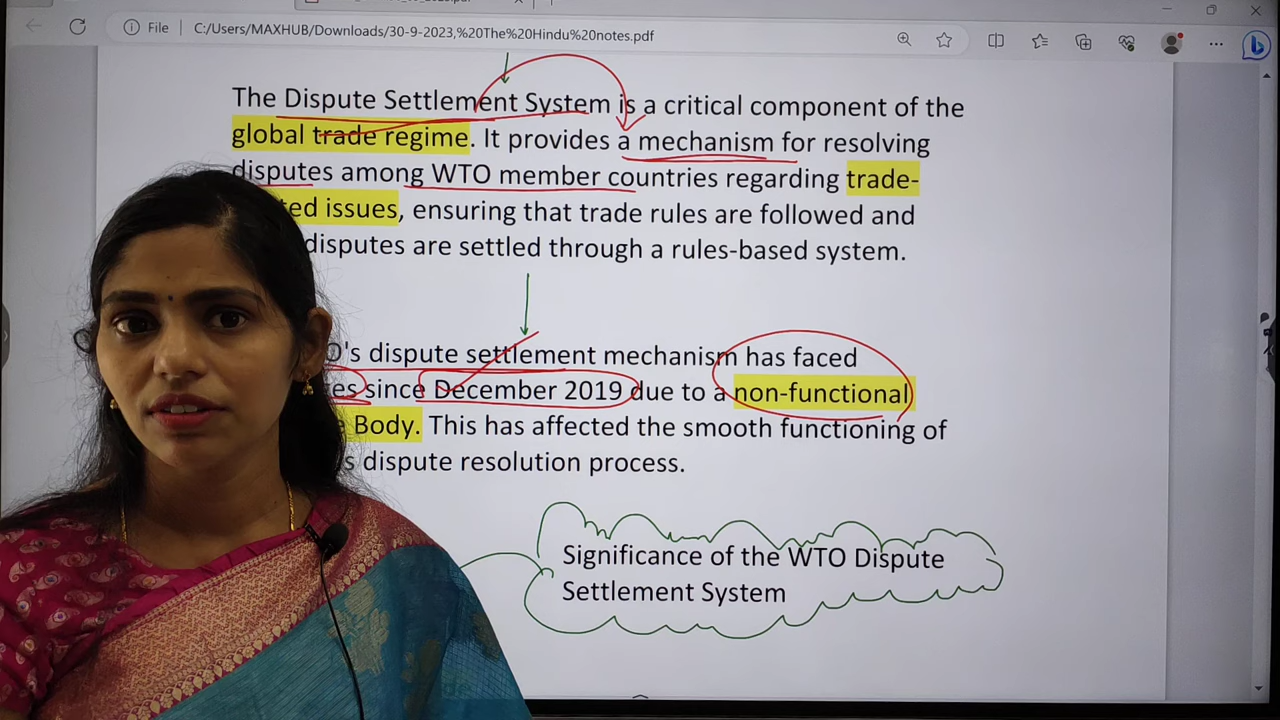 File C:/Users/MAXHUB/Downloads/30-9-2023,%20The%20Hindu%20notes.pdf
The Dispute Settlement System is a critical component of the
global trade regime. It provides a mechanism for resolving
disputes among WTO member countries regarding trade-
ted issues, ensuring that trade rules are followed and
disputes are settled through a rules-based system.
O's dispute settlement mechanism has faced
es since December 2019 due to a non-functional
e Body. This has affected the smooth functioning of
s dispute resolution process.
Significance of the WTO Dispute
Settlement System